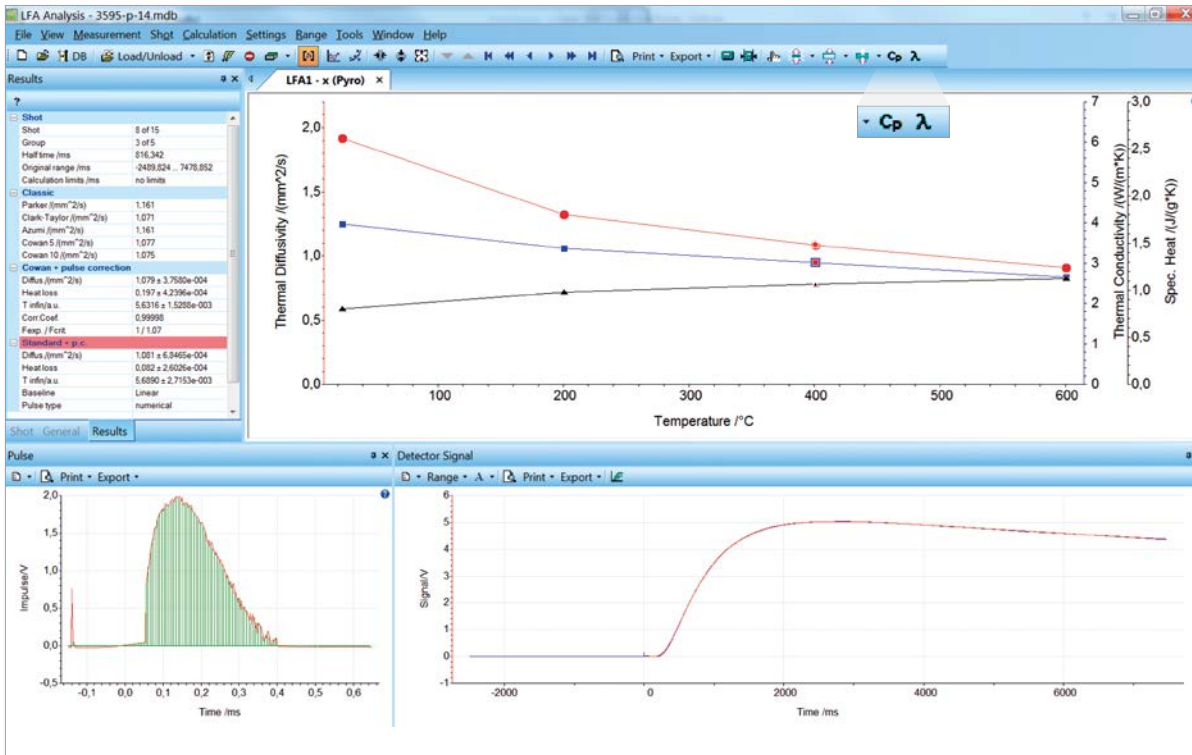 LFA Analysis - 3595-p-14.mdb
File View Measurement Shot Calculation Settings Range Tools Window Help
DB Load/Unload Print Export Cp λ
Results
LFA1 - x (Pyro)
?
Shot
Shot 8 of 15
Group 3 of 5
Half time /ms 816,342
Original range /ms -2489,824 ... 7478,852
Calculation limits /ms no limits
Classic
Parker /(mm^2/s) 1,161
Clark-Taylor /(mm^2/s) 1,071
Azumi /(mm^2/s) 1,161
Cowan 5 /(mm^2/s) 1,077
Cowan 10 /(mm^2/s) 1,075
Cowan + pulse correction
Diffus./(mm^2/s) 1,079 ± 3,7580e-004
Heat loss 0,197 ± 4,2396e-004
T infin/a.u. 5,6316 ± 1,5288e-003
Corr.Coef. 0,99998
Fexp. / Fcrit. 1 / 1,07
Standard + p.c.
Diffus./(mm^2/s) 1,081 ± 6,8465e-004
Heat loss 0,082 ± 2,6026e-004
T infin/a.u 5,6890 ± 2,7153e-003
Baseline Linear
Pulse type numerical
Shot General Results
Cp λ
Thermal Diffusivity /(mm^2/s)
2,0
1,5
1,0
0,5
0,0
100 200 300 400 500 600
Temperature /°C
7
6
5
4
3
2
1
0
Thermal Conductivity /(W/(m*K))
3,0
2,5
2,0
1,5
1,0
0,5
0,0
Spec. Heat /(J/(g*K))
Pulse
Print Export
Impulse/V
2,0
1,5
1,0
0,5
0,0
-0,5
-0,1 0,0 0,1 0,2 0,3 0,4 0,5 0,6
Time /ms
Detector Signal
Range A Print Export
Signal/V
6
5
4
3
2
1
0
-1
-2000 0 2000 4000 6000
Time /ms